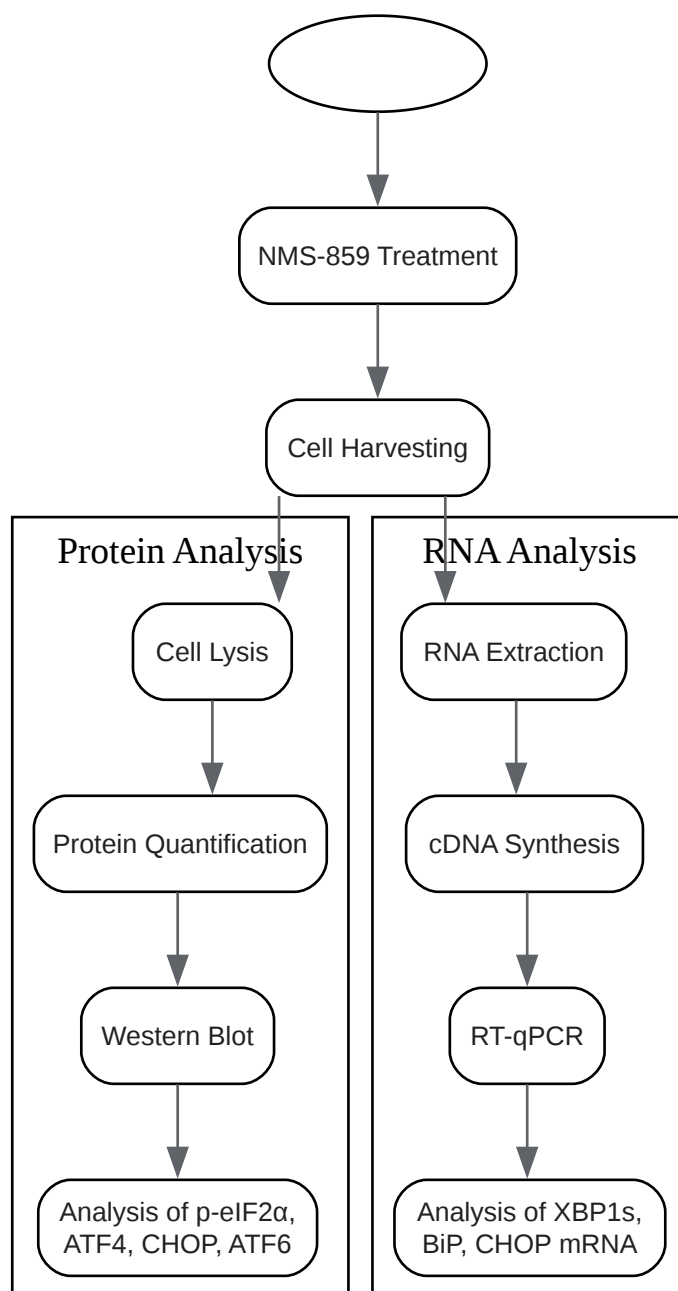 NMS-859 Treatment
Cell Harvesting
Protein Analysis
Cell Lysis
Protein Quantification
Western Blot
Analysis of p-eIF2α,
ATF4, CHOP, ATF6
RNA Analysis
RNA Extraction
cDNA Synthesis
RT-qPCR
Analysis of XBP1s,
BiP, CHOP mRNA